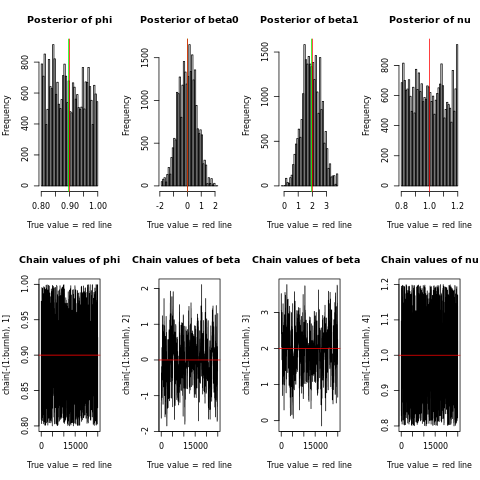 Posterior of phi
Posterior of beta0
Posterior of beta1
Posterior of nu
Frequency
0 200 400 600 800
0.80 0.90 1.00
True value = red line
Frequency
0 500 1000 1500
-2 0 1 2
True value = red line
Frequency
0 500 1000 1500
0 1 2 3
True value = red line
Frequency
0 200 400 600 800
0.8 1.0 1.2
True value = red line
Chain values of phi
Chain values of beta
Chain values of beta
Chain values of nu
chain[-(1:burnIn), 1]
0.80 0.85 0.90 0.95 1.00
0 15000
True value = red line
chain[-(1:burnIn), 2]
-2 -1 0 1 2
0 15000
True value = red line
chain[-(1:burnIn), 3]
0 1 2 3
0 15000
True value = red line
chain[-(1:burnIn), 4]
0.8 0.9 1.0 1.1 1.2
0 15000
True value = red line